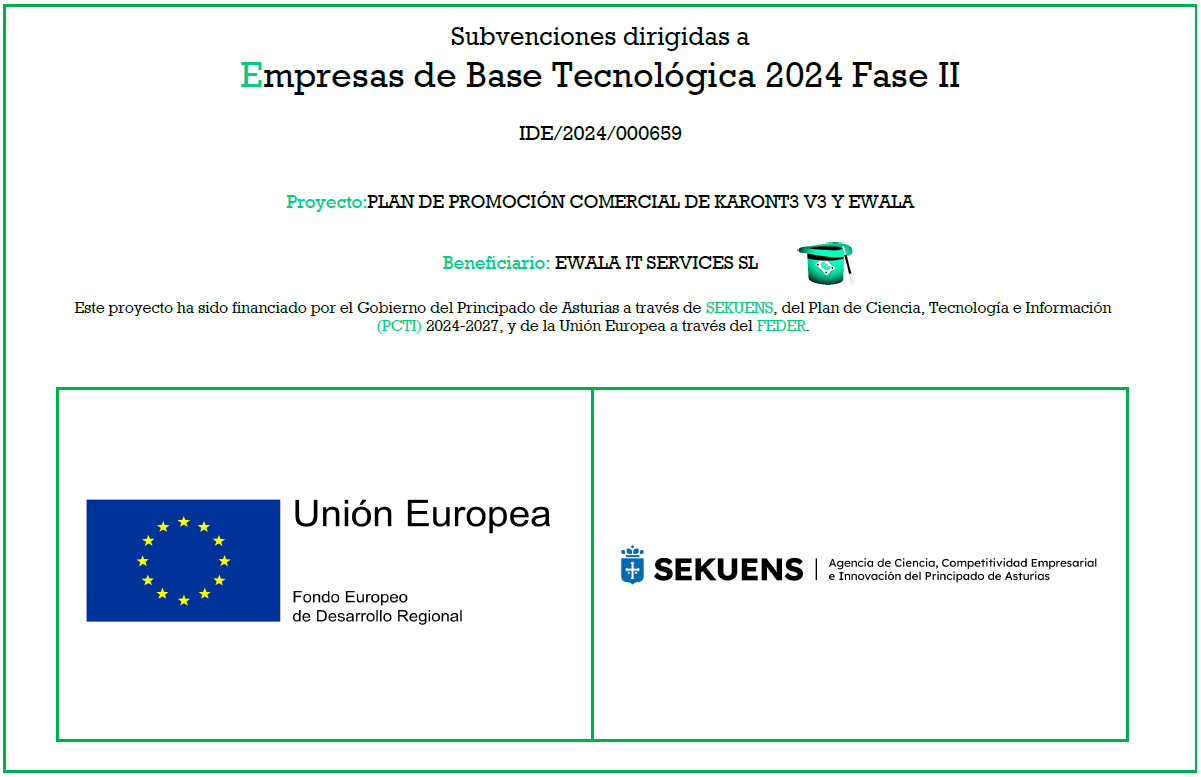 Subvenciones dirigidas a
Empresas de Base Tecnológica 2024 Fase II
IDE/2024/000659
Proyecto:PLAN DE PROMOCIÓN COMERCIAL DE KARONT3 V3 Y EWALA
Beneficiario: EWALA IT SERVICES SL
Este proyecto ha sido financiado por el Gobierno del Principado de Asturias a través de SEKUENS, del Plan de Ciencia, Tecnología e Información
(PCTI) 2024-2027, y de la Unión Europea a través del FEDER.
Unión Europea
Fondo Europeo
de Desarrollo Regional
SEKUENS
Agencia de Ciencia, Competitividad Empresarial
e Innovación del Principado de Asturias